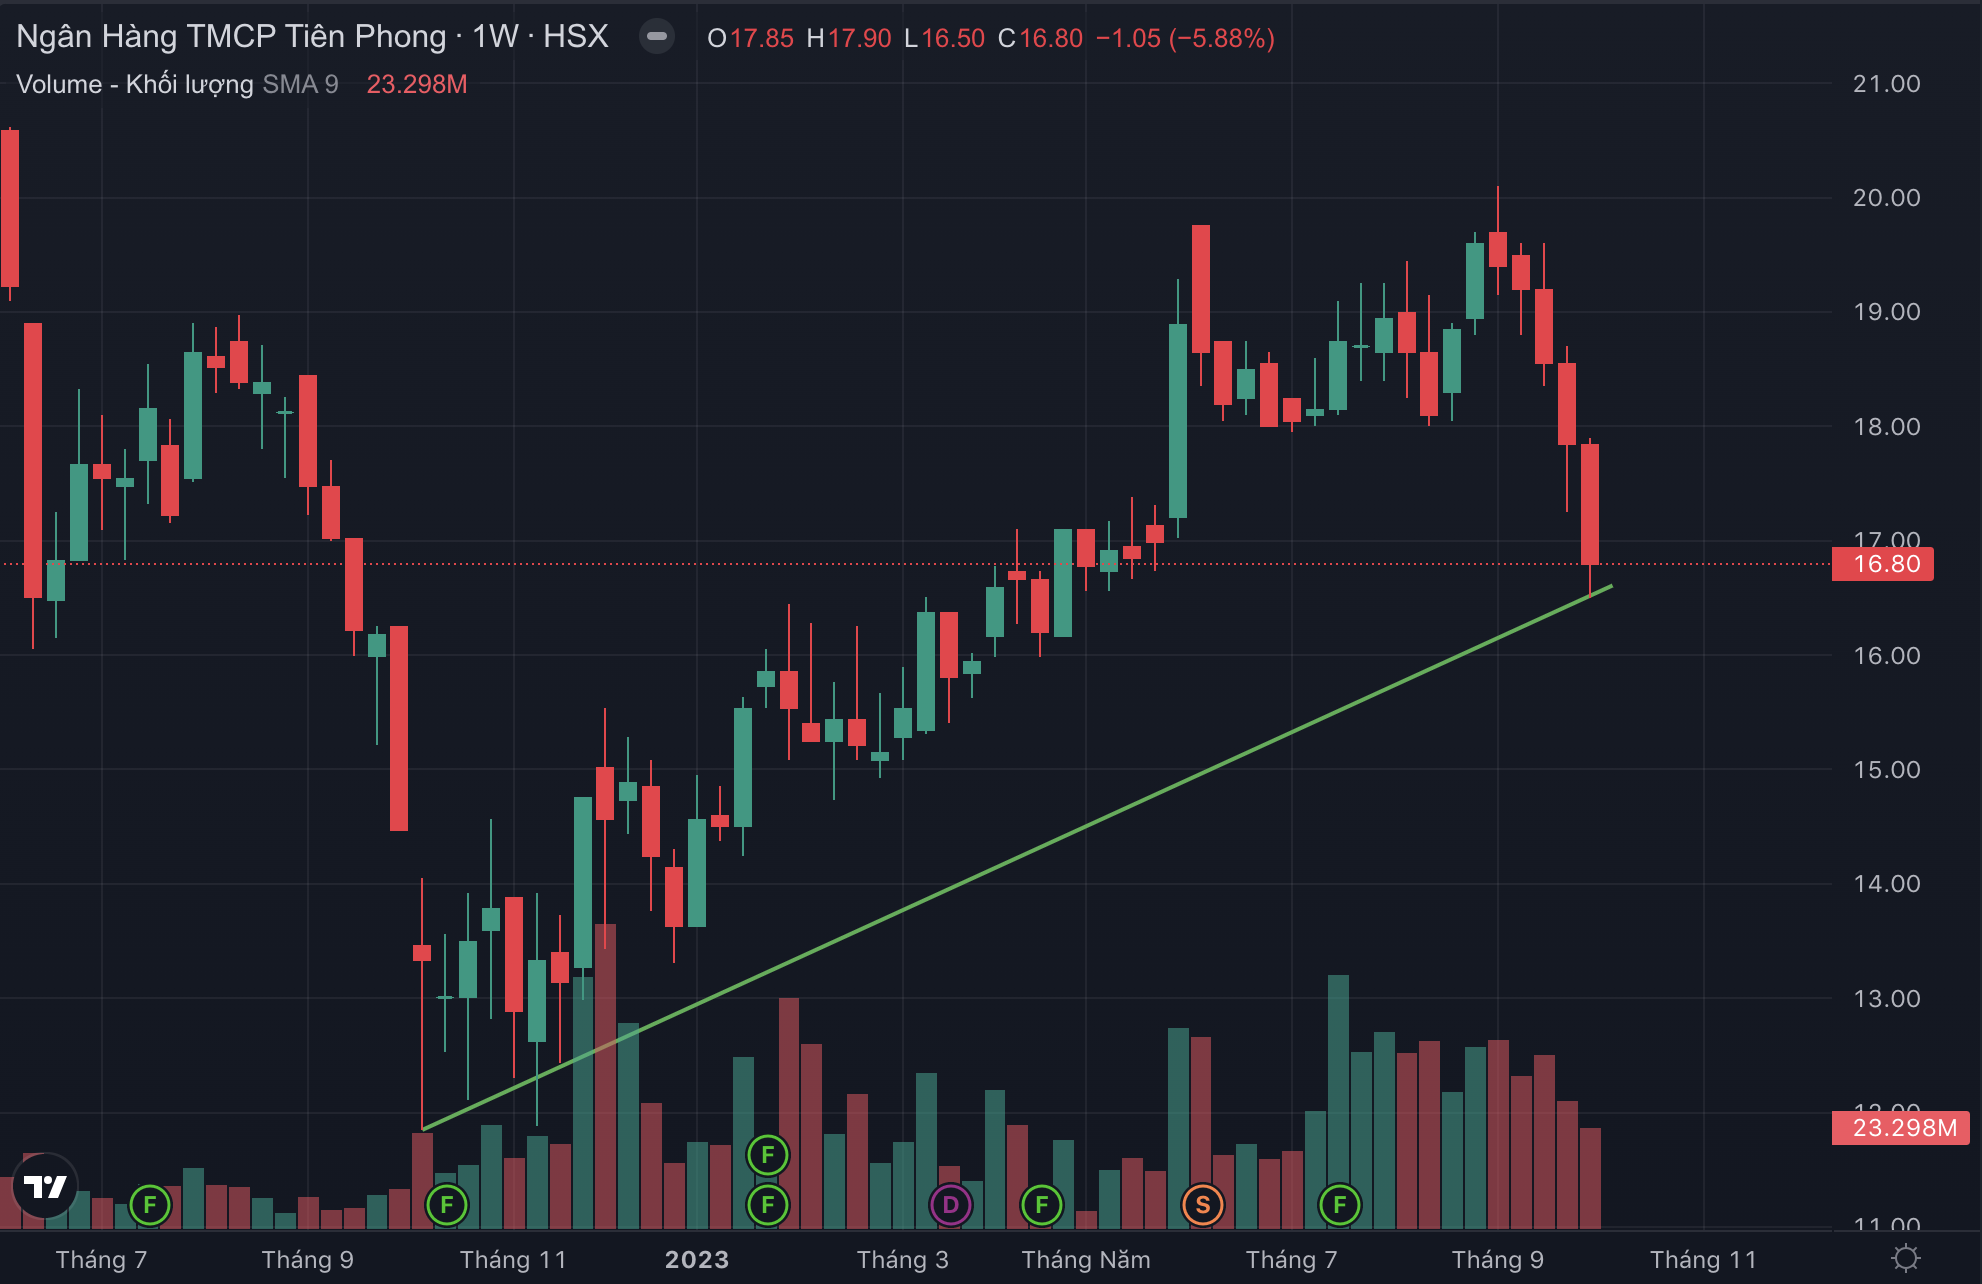 Ngân Hàng TMCP Tiên Phong · 1W · HSX O17.85 H17.90 L16.50 C16.80 −1.05 (−5.88%)
Volume - Khối lượng SMA 9 23.298M
21.00
20.00
19.00
18.00
17.00
16.80
16.00
15.00
14.00
13.00
12.00
23.298M
11.00
F
F F F F F D F S F
Tháng 7 Tháng 9 Tháng 11 2023 Tháng 3 Tháng Năm Tháng 7 Tháng 9 Tháng 11